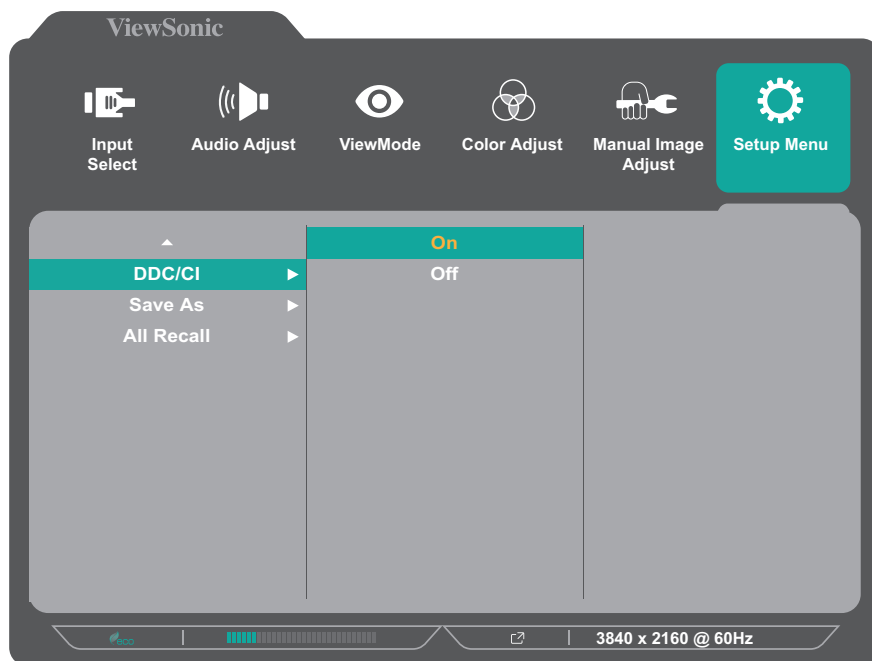 ViewSonic
Input
Select
Audio Adjust
ViewMode
Color Adjust
Manual Image
Adjust
Setup Menu
On
DDC/CI
Off
Save As
All Recall
eco
3840 x 2160 @ 60Hz